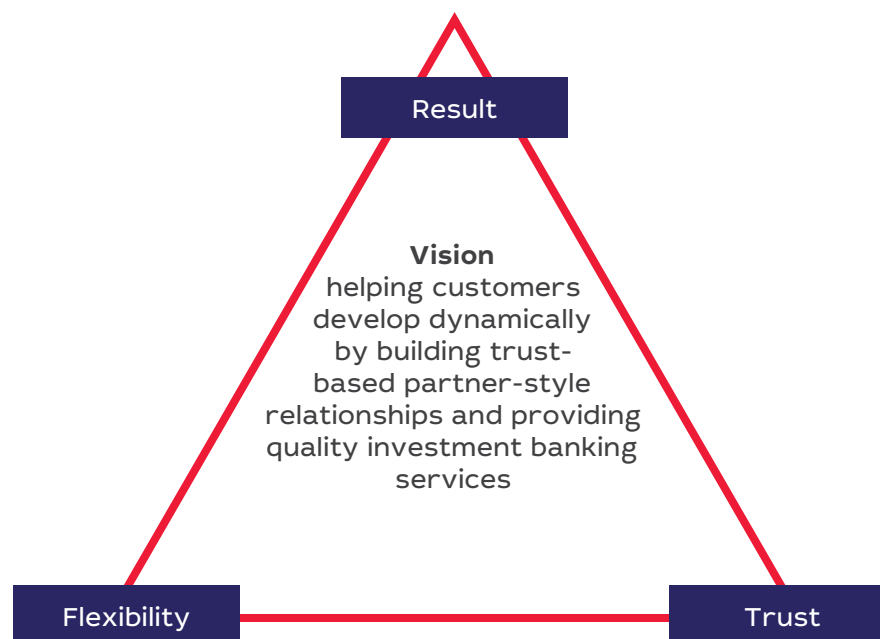 Result
Vision
helping customers
develop dynamically
by building trust-
based partner-style
relationships and providing
quality investment banking
services
Flexibility
Trust